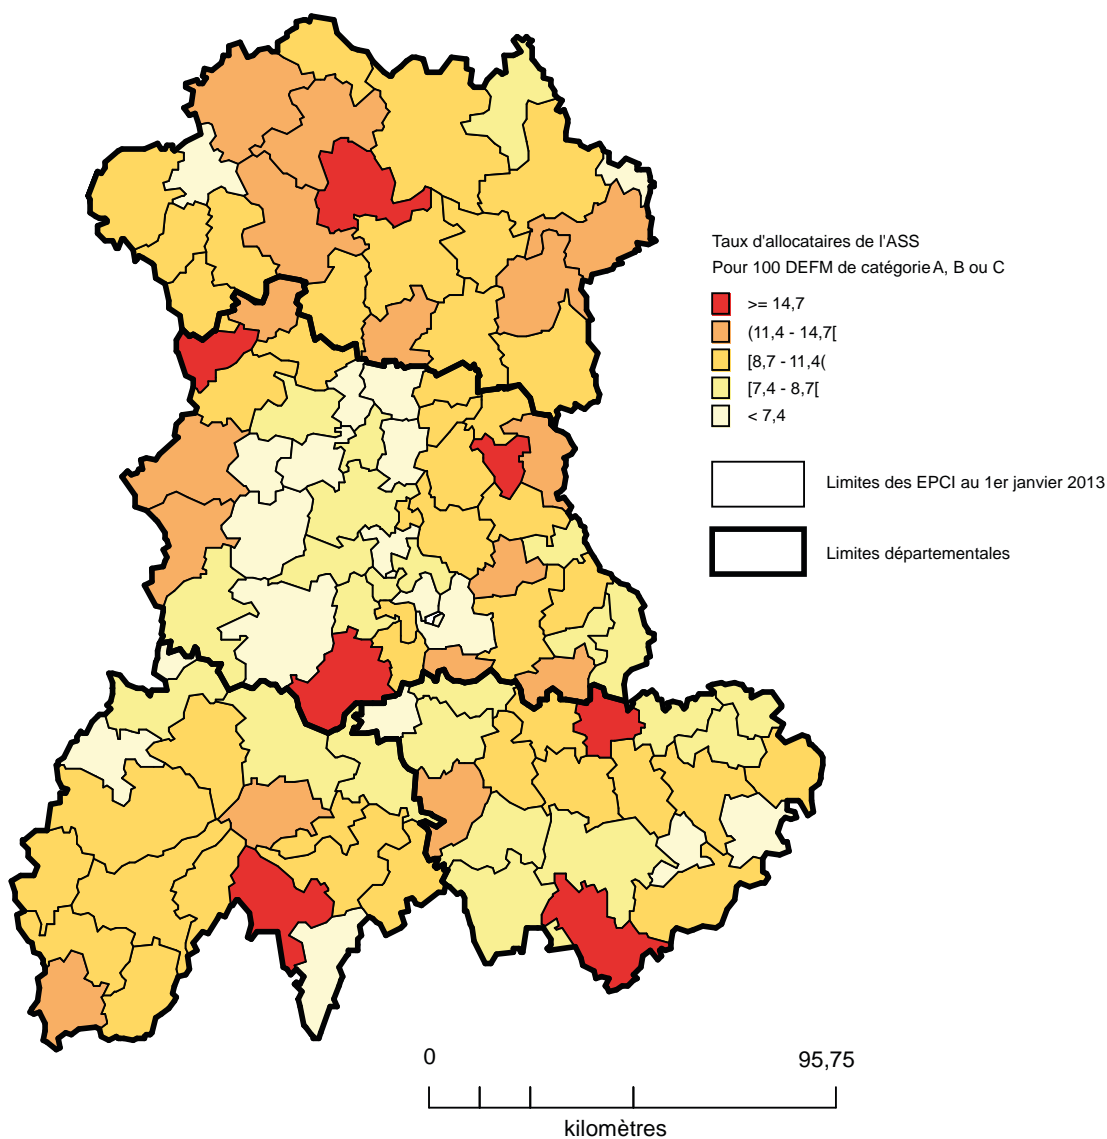 Taux d'allocataires de l'ASS
Pour 100 DEFM de catégorie A, B ou C
>= 14,7
(11,4 - 14,7[
[8,7 - 11,4(
[7,4 - 8,7[
< 7,4
Limites des EPCI au 1er janvier 2013
Limites départementales
0 95,75
kilomètres